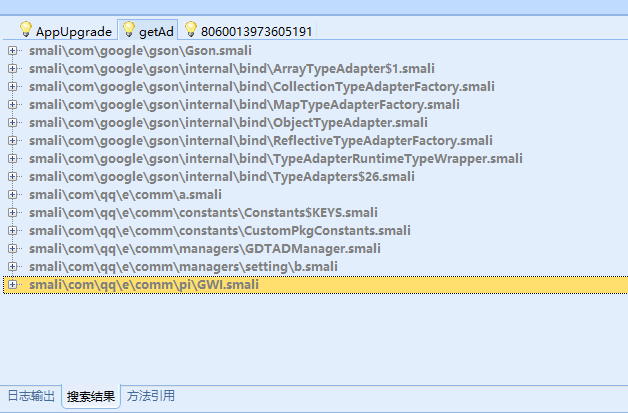 AppUpgrade getAd 8060013973605191
smali\com\google\gson\Gson.smali
smali\com\google\gson\internal\bind\ArrayTypeAdapter$1.smali
smali\com\google\gson\internal\bind\CollectionTypeAdapterFactory.smali
smali\com\google\gson\internal\bind\MapTypeAdapterFactory.smali
smali\com\google\gson\internal\bind\ObjectTypeAdapter.smali
smali\com\google\gson\internal\bind\ReflectiveTypeAdapterFactory.smali
smali\com\google\gson\internal\bind\TypeAdapterRuntimeTypeWrapper.smali
smali\com\google\gson\internal\bind\TypeAdapters$26.smali
smali\com\qq\e\comm\a.smali
smali\com\qq\e\comm\constants\Constants$KEYS.smali
smali\com\qq\e\comm\constants\CustomPkgConstants.smali
smali\com\qq\e\comm\managers\GDTADManager.smali
smali\com\qq\e\comm\managers\setting\b.smali
smali\com\qq\e\comm\pi\GWI.smali
日志输出 搜索结果 方法引用